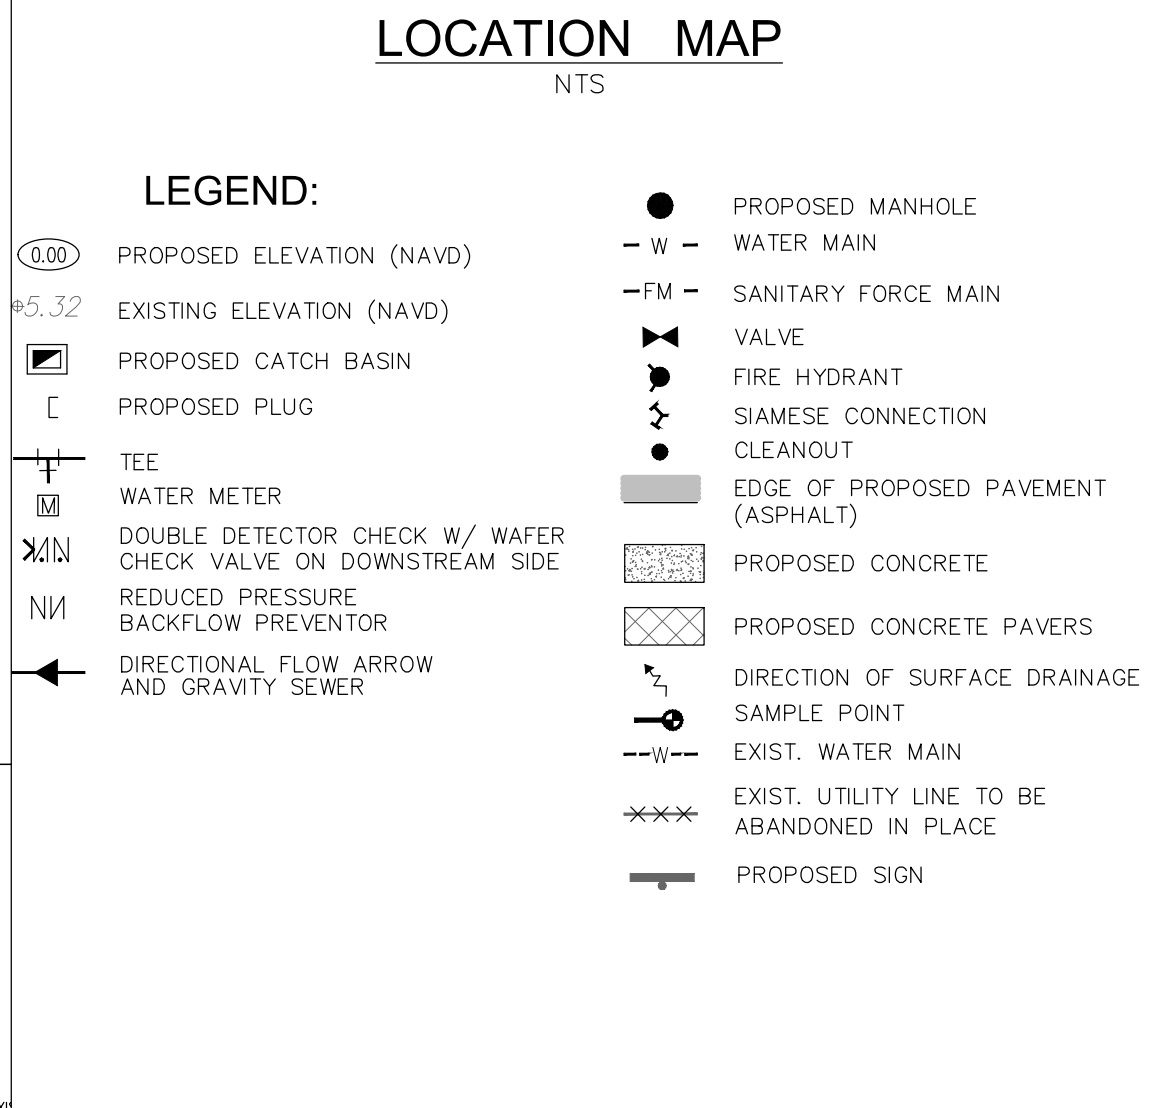 LOCATION MAP
NTS
LEGEND:
0.00 PROPOSED ELEVATION (NAVD)
5.32 EXISTING ELEVATION (NAVD)
PROPOSED CATCH BASIN
PROPOSED PLUG
TEE
M WATER METER
DOUBLE DETECTOR CHECK W/ WAFER
CHECK VALVE ON DOWNSTREAM SIDE
REDUCED PRESSURE
BACKFLOW PREVENTOR
DIRECTIONAL FLOW ARROW
AND GRAVITY SEWER
PROPOSED MANHOLE
W WATER MAIN
FM SANITARY FORCE MAIN
VALVE
FIRE HYDRANT
SIAMESE CONNECTION
CLEANOUT
EDGE OF PROPOSED PAVEMENT
(ASPHALT)
PROPOSED CONCRETE
PROPOSED CONCRETE PAVERS
DIRECTION OF SURFACE DRAINAGE
SAMPLE POINT
W EXIST. WATER MAIN
EXIST. UTILITY LINE TO BE
ABANDONED IN PLACE
PROPOSED SIGN